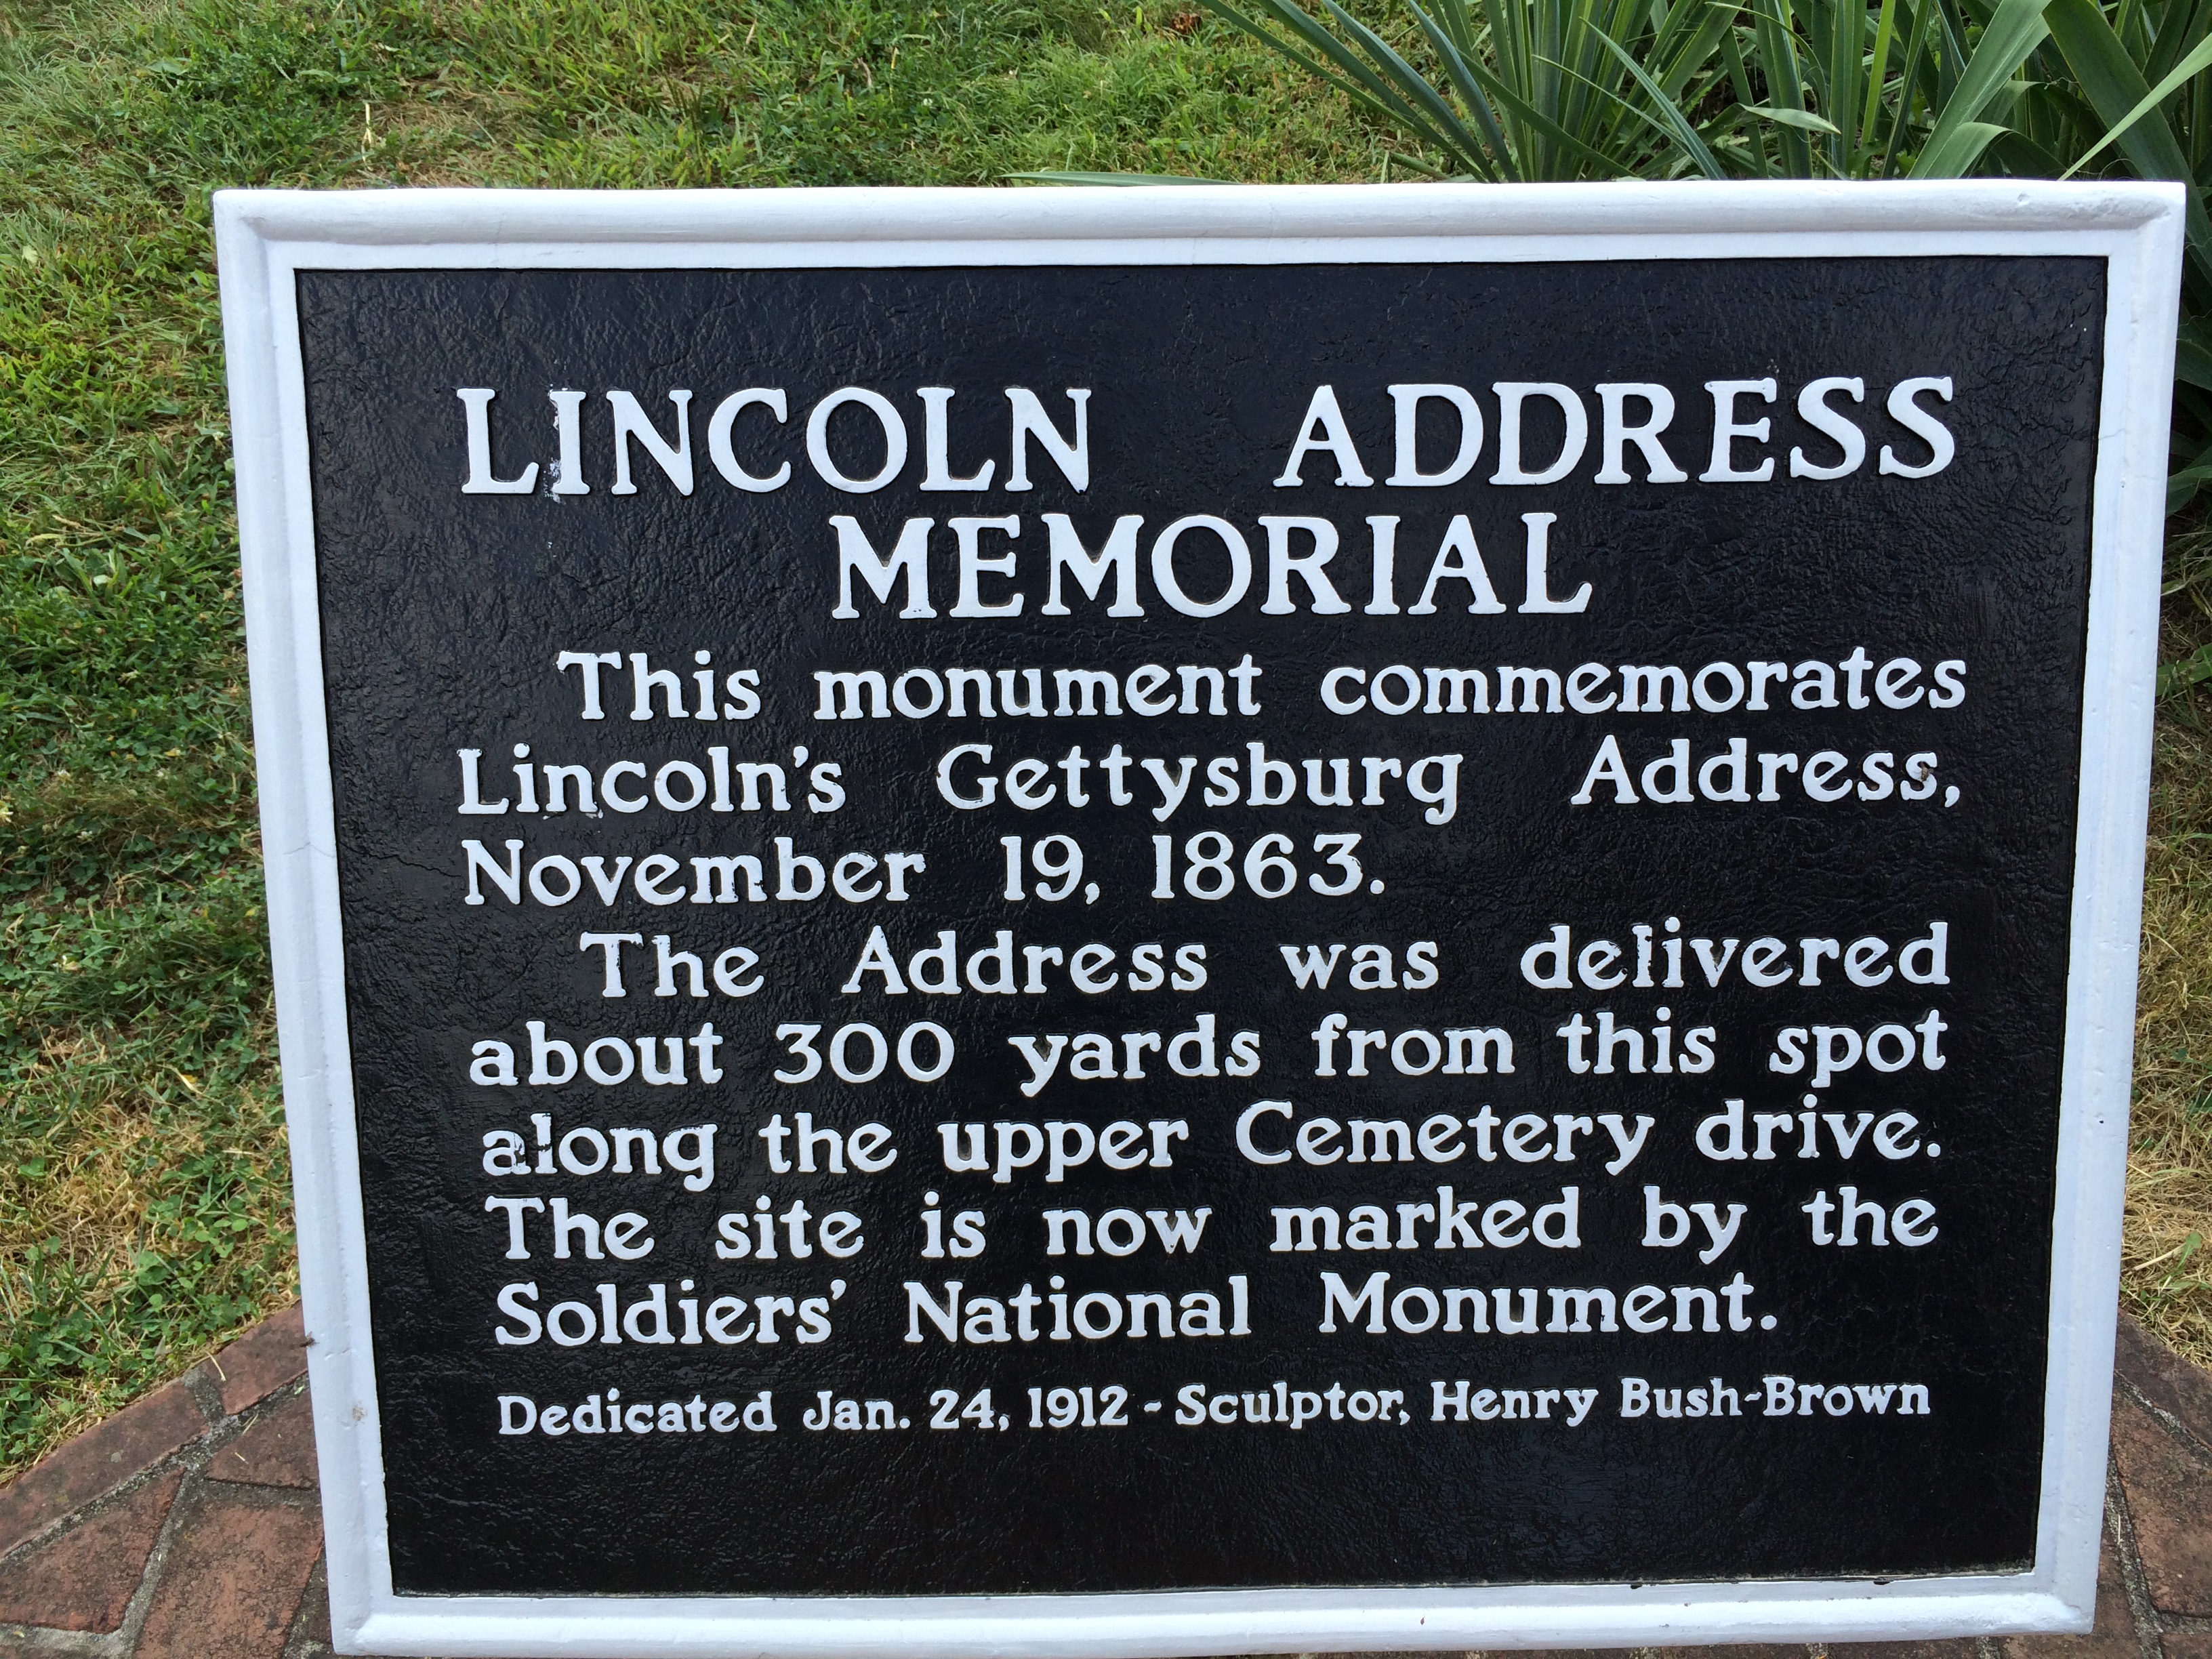 LINCOLN ADDRESS
MEMORIAL
This monument commemorates
Lincoln's Gettysburg Address,
November 19, 1863.
The Address was delivered
about 300 yards from this spot
along the upper Cemetery drive.
The site is now marked by the
Soldiers' National Monument.
Dedicated Jan. 24, 1912 - Sculptor, Henry Bush-Brown